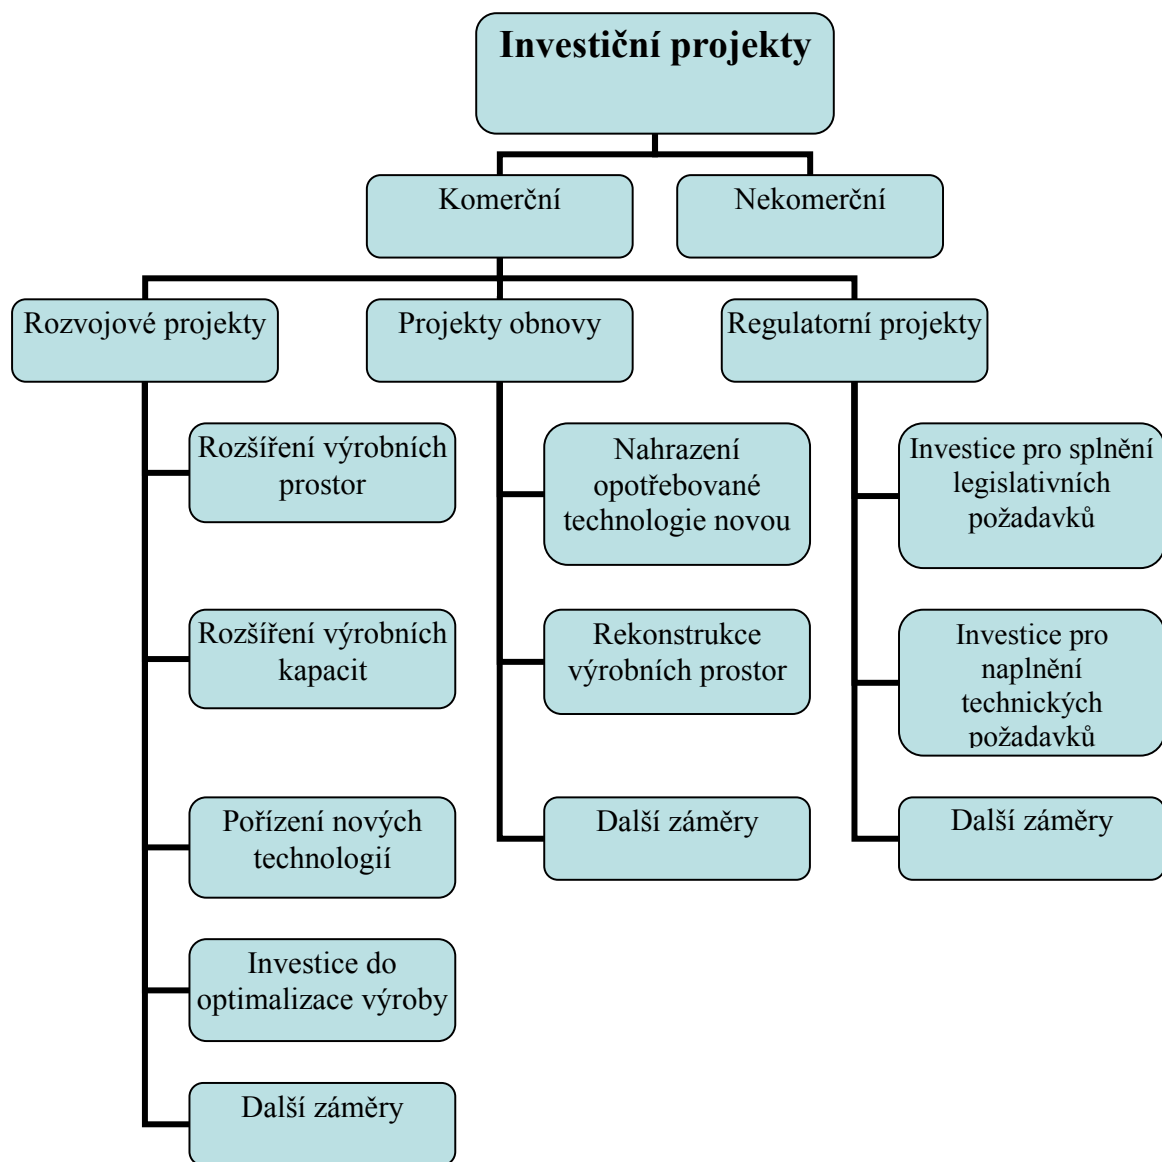 Investiční projekty
Komerční
Nekomerční
Rozvojové projekty
Projekty obnovy
Regulatorní projekty
Rozšíření výrobních
prostor
Rozšíření výrobních
kapacit
Pořízení nových
technologií
Investice do
optimalizace výroby
Další záměry
Nahrazení
opotřebované
technologie novou
Rekonstrukce
výrobních prostor
Další záměry
Investice pro splnění
legislativních
požadavků
Investice pro
naplnění
technických
požadavků
Další záměry